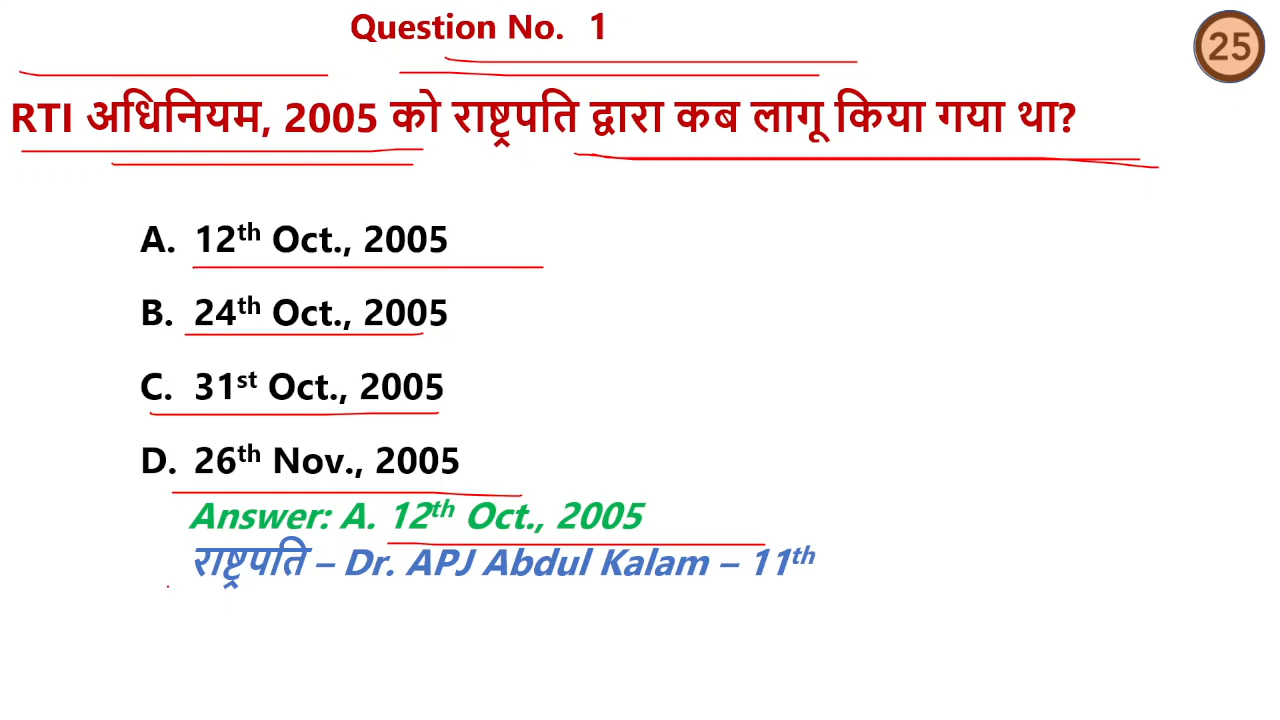 Question No. 1
25
RTI अधिनियम, 2005 को राष्ट्रपति द्वारा कब लागू किया गया था?
A. 12th Oct., 2005
B. 24th Oct., 2005
C. 31st Oct., 2005
D. 26th Nov., 2005
Answer: A. 12th Oct., 2005
राष्ट्रपति – Dr. APJ Abdul Kalam – 11th